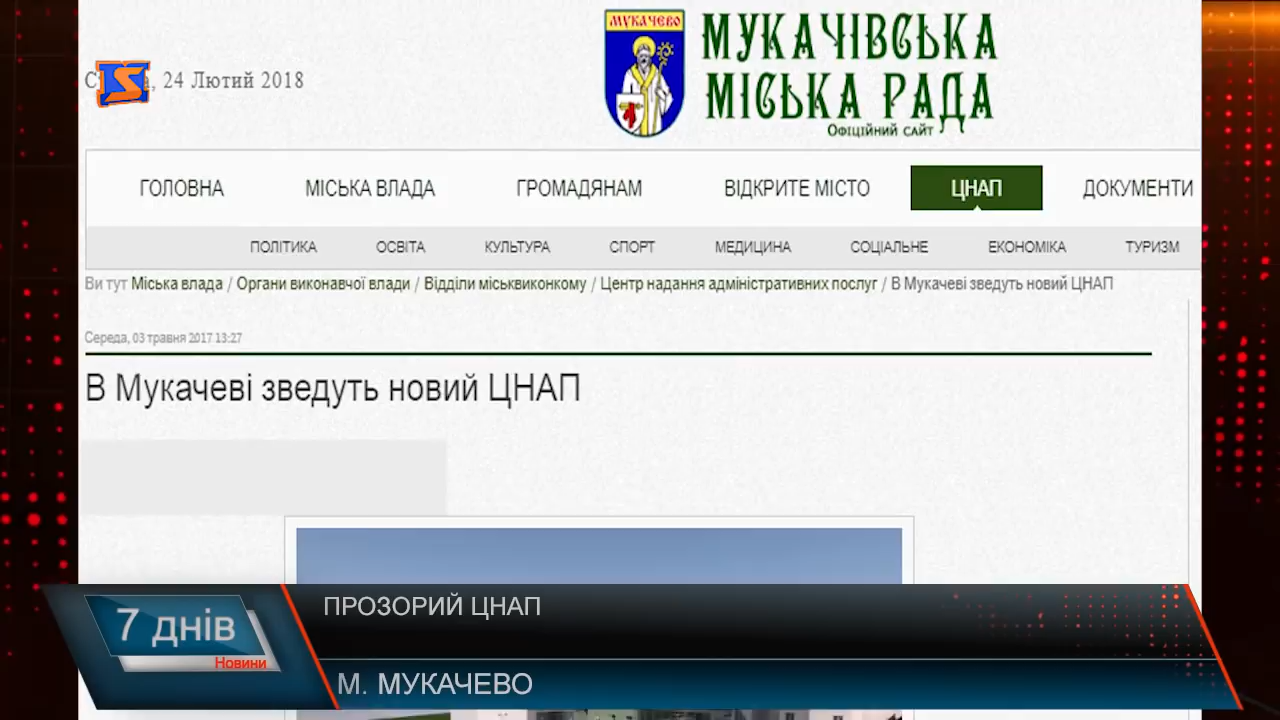 МУКАЧЕВО
МУКАЧІВСЬКА
МІСЬКА РАДА
Офіційний сайт
, 24 Лютий 2018
ГОЛОВНА МІСЬКА ВЛАДА ГРОМАДЯНАМ ВІДКРИТЕ МІСТО ЦНАП ДОКУМЕНТИ
ПОЛІТИКА ОСВІТА КУЛЬТУРА СПОРТ МЕДИЦИНА СОЦІАЛЬНЕ ЕКОНОМІКА ТУРИЗМ
Ви тут Міська влада / Органи виконавчої влади / Відділи міськвиконкому / Центр надання адміністративних послуг / В Мукачеві зведуть новий ЦНАП
Середа, 03 травня 2017 13:27
В Мукачеві зведуть новий ЦНАП
7 днів
Новини
ПРОЗОРИЙ ЦНАП
М. МУКАЧЕВО